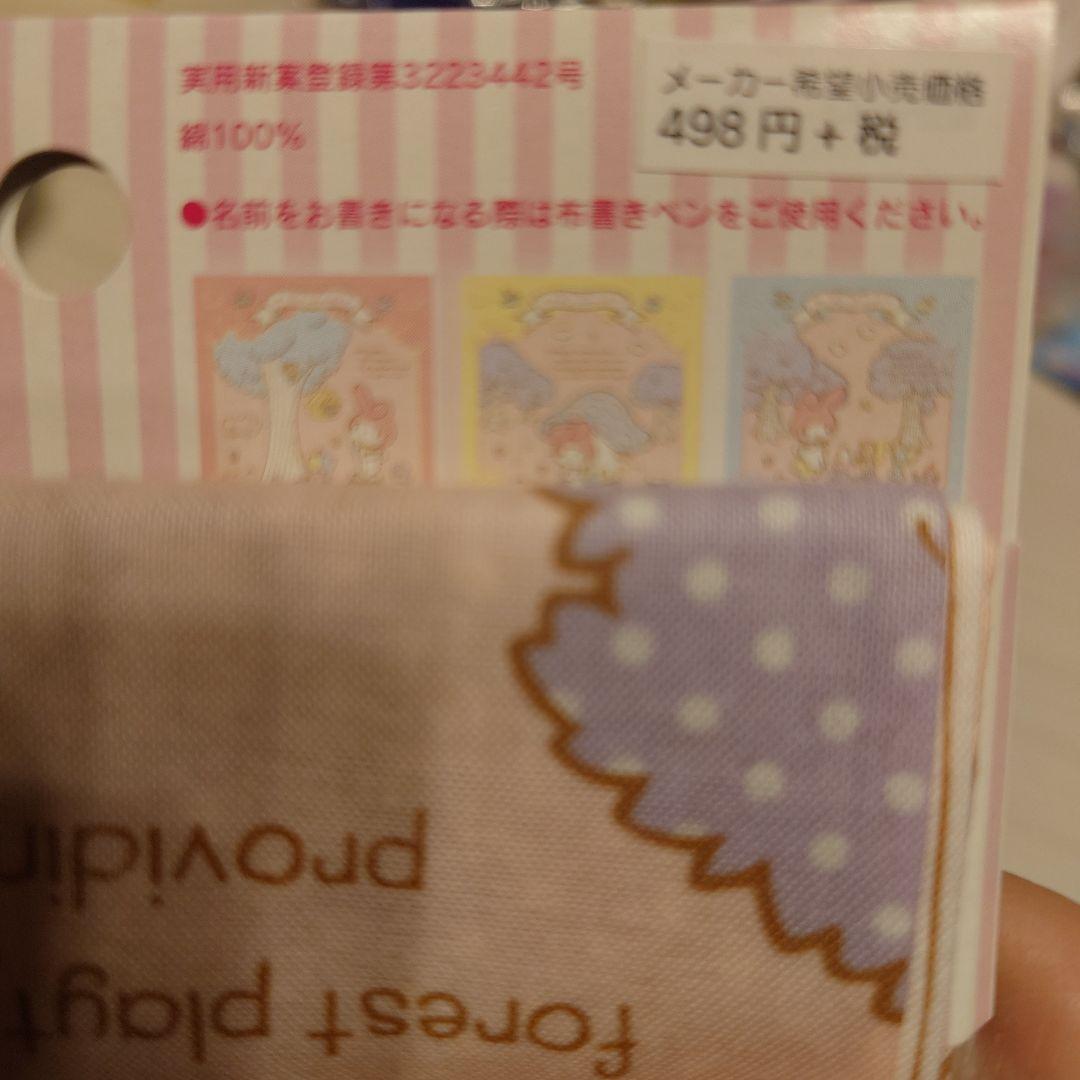 実用新案登録第3223442号
綿100%
メーカー希望小売価格
498円+税
●名前をお書きになる際は布書きペンをご使用ください。
forest